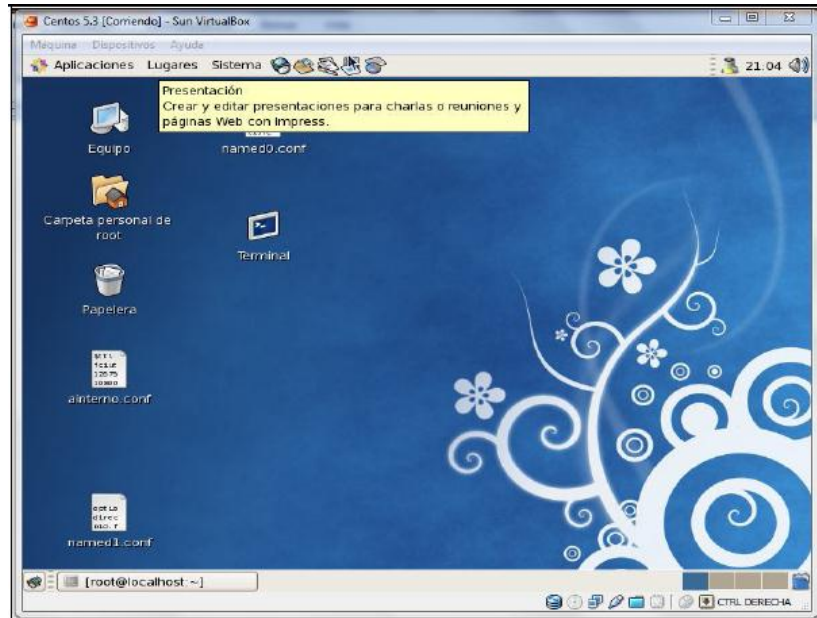 Centos 5.3 [Corriendo] - Sun VirtualBox
Máquina Dispositivos Ayuda
Aplicaciones Lugares Sistema 21.04
Presentación
Crear y editar presentaciones para charlas o reuniones y
páginas Web con Impress.
Equipo
named0.conf
Carpeta personal de
root
Terminal
Papelera
ainterno.conf
named1.conf
[root@localhost:~]
CTRL DERECHA